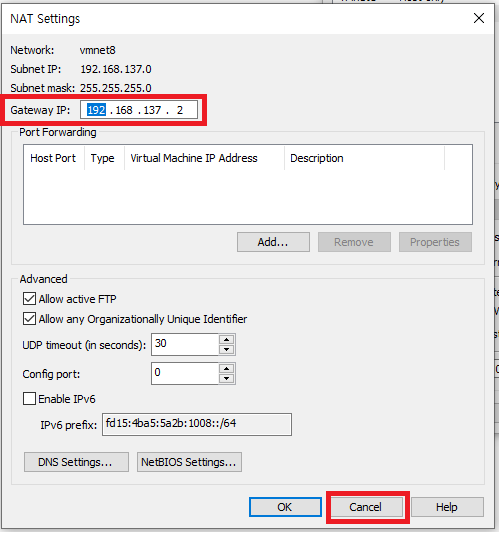 NAT Settings
Network: vmnet8
Subnet IP: 192.168.137.0
Subnet mask: 255.255.255.0
Gateway IP: 192 . 168 . 137 . 2
Port Forwarding
Host Port Type Virtual Machine IP Address Description
Add... Remove Properties
Advanced
Allow active FTP
Allow any Organizationally Unique Identifier
UDP timeout (in seconds): 30
Config port: 0
Enable IPv6
IPv6 prefix: fd15:4ba5:5a2b:1008::/64
DNS Settings... NetBIOS Settings...
OK Cancel Help